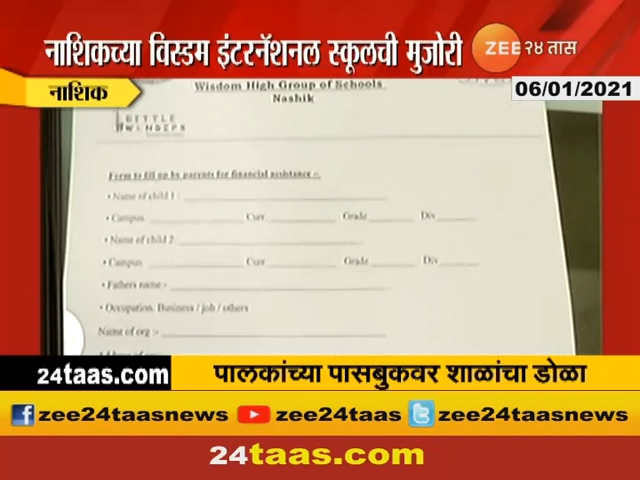 नाशिकच्या विस्डम इंटरनॅशनल स्कूलची मुजोरी
ZEE २४ तास
नाशिक
06/01/2021
Wisdom High Group of Schools
Nashik
LITTLE
WANDERS
Form to fill up by parents for financial assistance :-
• Name of child 1 :
• Campus Curr Grade Div
• Name of child 2:
• Campus Curr Grade Div
• Fathers name:-
• Occupation: Business / job / others
Name of org :-
24taas.com
पालकांच्या पासबुकवर शाळांचा डोळा
zee24taasnews
zee24taas
zee24taasnews
24taas.com